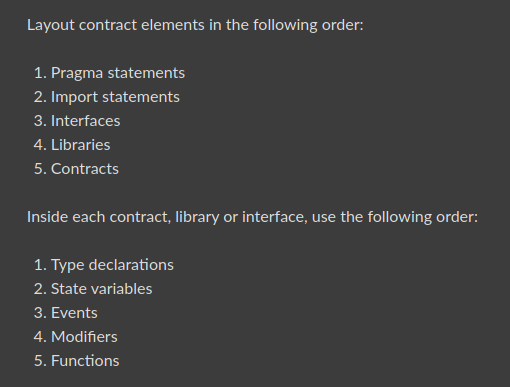 Layout contract elements in the following order:
1. Pragma statements
2. Import statements
3. Interfaces
4. Libraries
5. Contracts
Inside each contract, library or interface, use the following order:
1. Type declarations
2. State variables
3. Events
4. Modifiers
5. Functions